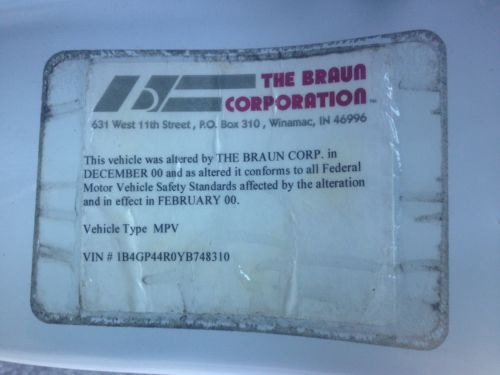 THE BRAUN
CORPORATION™
631 West 11th Street , P.O. Box 310 , Winamac, IN 46996
This vehicle was altered by THE BRAUN CORP. in
DECEMBER 00 and as altered it conforms to all Federal
Motor Vehicle Safety Standards affected by the alteration
and in effect in FEBRUARY 00.
Vehicle Type MPV
VIN # 1B4GP44R0YB748310